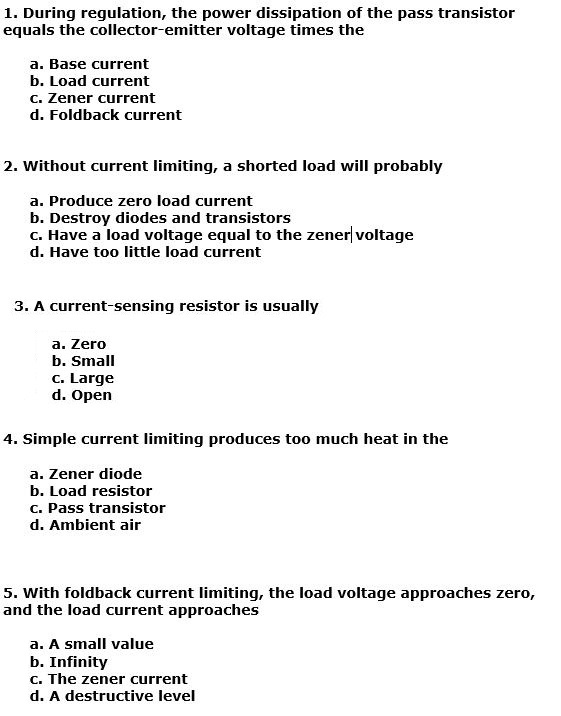 1. During regulation, the power dissipation of the pass transistor
equals the collector-emitter voltage times the
a. Base current
b. Load current
c. Zener current
d. Foldback current
2. Without current limiting, a shorted load will probably
a. Produce zero load current
b. Destroy diodes and transistors
c. Have a load voltage equal to the zener voltage
d. Have too little load current
3. A current-sensing resistor is usually
a. Zero
b. Small
c. Large
d. Open
4. Simple current limiting produces too much heat in the
a. Zener diode
b. Load resistor
c. Pass transistor
d. Ambient air
5. With foldback current limiting, the load voltage approaches zero,
and the load current approaches
a. A small value
b. Infinity
c. The zener current
d. A destructive level